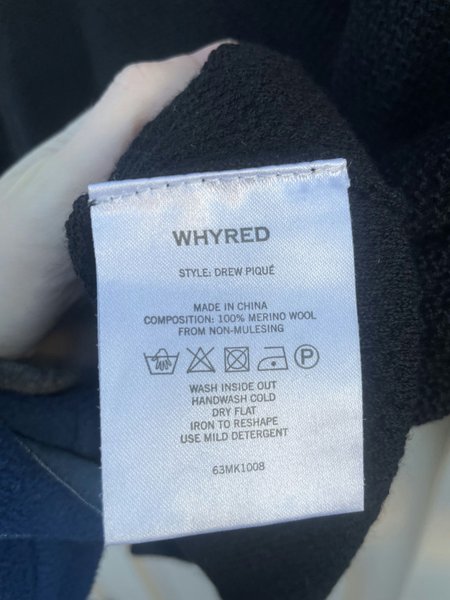 WHYRED
STYLE: DREW PIQUÉ
MADE IN CHINA
COMPOSITION: 100% MERINO WOOL
FROM NON-MULESING
P
WASH INSIDE OUT
HANDWASH COLD
DRY FLAT
IRON TO RESHAPE
USE MILD DETERGENT
63MK1008